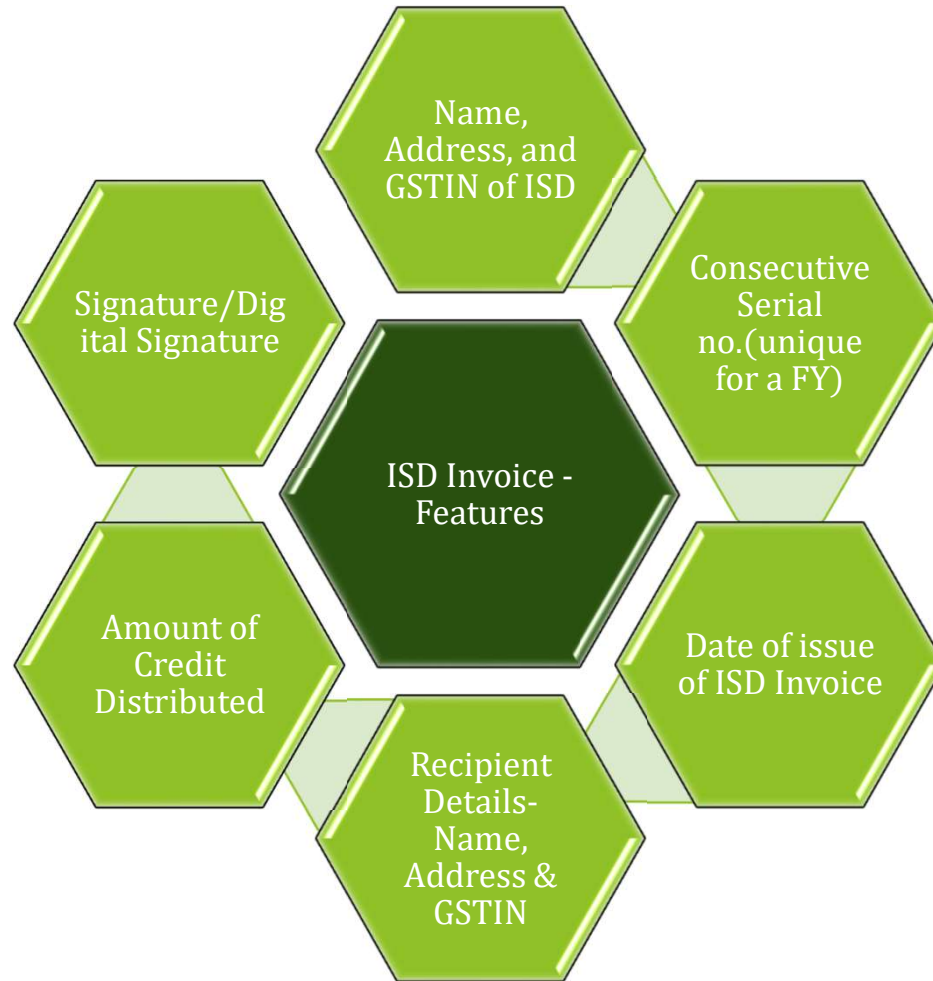 Name,
Address, and
GSTIN of ISD
Consecutive
Serial
no.(unique
for a FY)
Date of issue
of ISD Invoice
Recipient
Details-
Name,
Address &
GSTIN
Amount of
Credit
Distributed
Signature/Dig
ital Signature
ISD Invoice -
Features